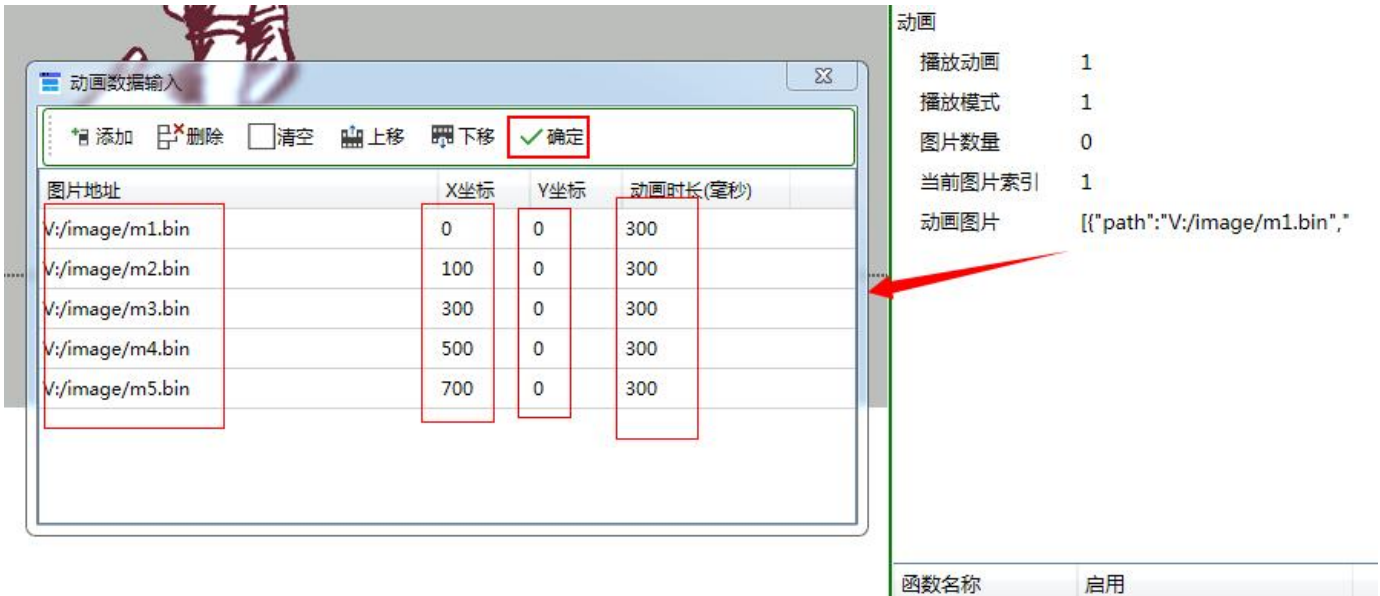 动画数据输入
添加 删除 清空 上移 下移 确定
图片地址 X坐标 Y坐标 动画时长(毫秒)
V:/image/m1.bin 0 0 300
V:/image/m2.bin 100 0 300
V:/image/m3.bin 300 0 300
V:/image/m4.bin 500 0 300
V:/image/m5.bin 700 0 300
动画
播放动画 1
播放模式 1
图片数量 0
当前图片索引 1
动画图片 [{"path":"V:/image/m1.bin","
函数名称 启用